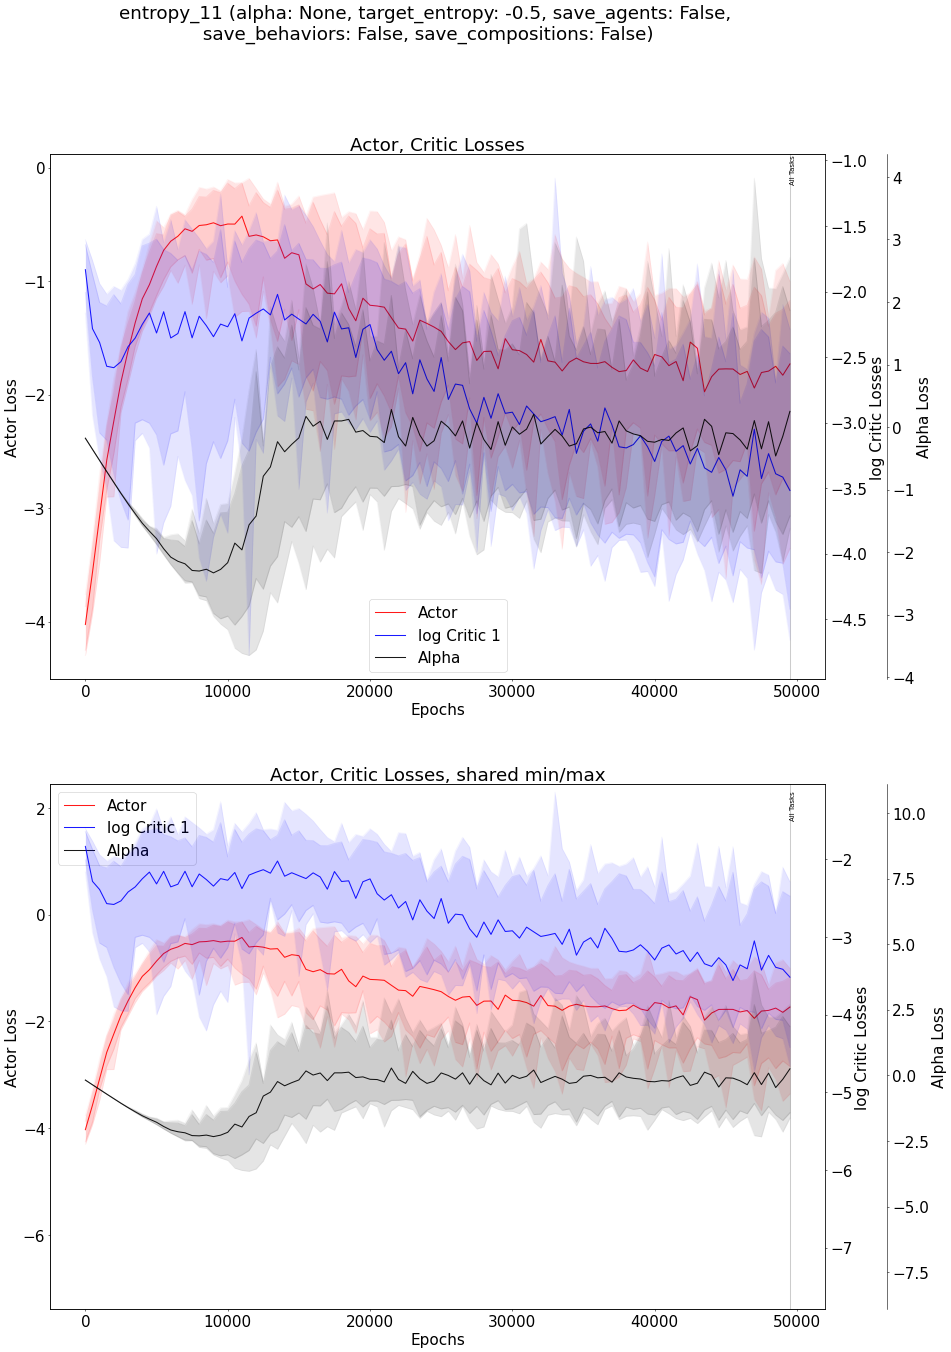 entropy_11 (alpha: None, target_entropy: -0.5, save_agents: False,
save_behaviors: False, save_compositions: False)
Actor, Critic Losses
0
−1
−2
−3
−4
Actor Loss
−1.0
−1.5
−2.0
−2.5
−3.0
−3.5
−4.0
−4.5
log Critic Losses
4
3
2
1
0
−1
−2
−3
−4
Alpha Loss
All Tasks
Actor
log Critic 1
Alpha
0
10000
20000
30000
40000
50000
Epochs
Actor, Critic Losses, shared min/max
2
0
−2
−4
−6
Actor Loss
Actor
log Critic 1
Alpha
All Tasks
−2
−3
−4
−5
−6
−7
log Critic Losses
10.0
7.5
5.0
2.5
0.0
−2.5
−5.0
−7.5
Alpha Loss
0
10000
20000
30000
40000
50000
Epochs